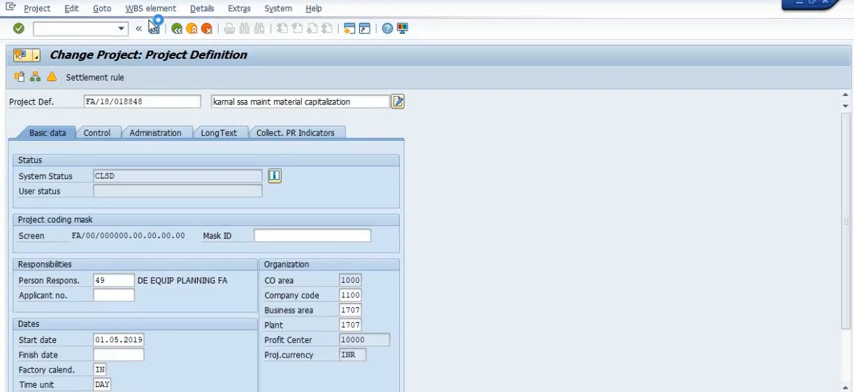 Project Edit Goto WBS element Details Extras System Help
Change Project: Project Definition
Settlement rule
Project Def. FA/18/018848 karnal ssa maint material capitalization
Basic data Control Administration LongText Collect. PR Indicators
Status
System Status CLSD
User status
Project coding mask
Screen FA/00/000000.00.00.00.00 Mask ID
Responsibilities
Person Respons. 49 DE EQUIP PLANNING FA
Applicant no.
Dates
Start date 01.05.2019
Finish date
Factory calend. IN
Time unit DAY
Organization
CO area 1000
Company code 1100
Business area 1707
Plant 1707
Profit Center 10000
Proj.currency INR